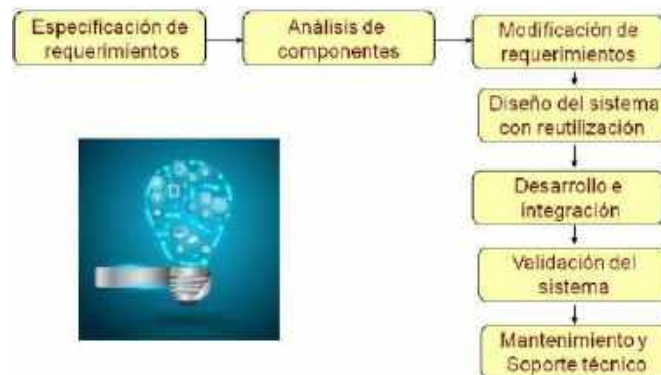 Especificación de
requerimientos
Análisis de
componentes
Modificación de
requerimientos
Diseño del sistema
con reutilización
Desarrollo e
integración
Validación del
sistema
Mantenimiento y
Soporte técnico